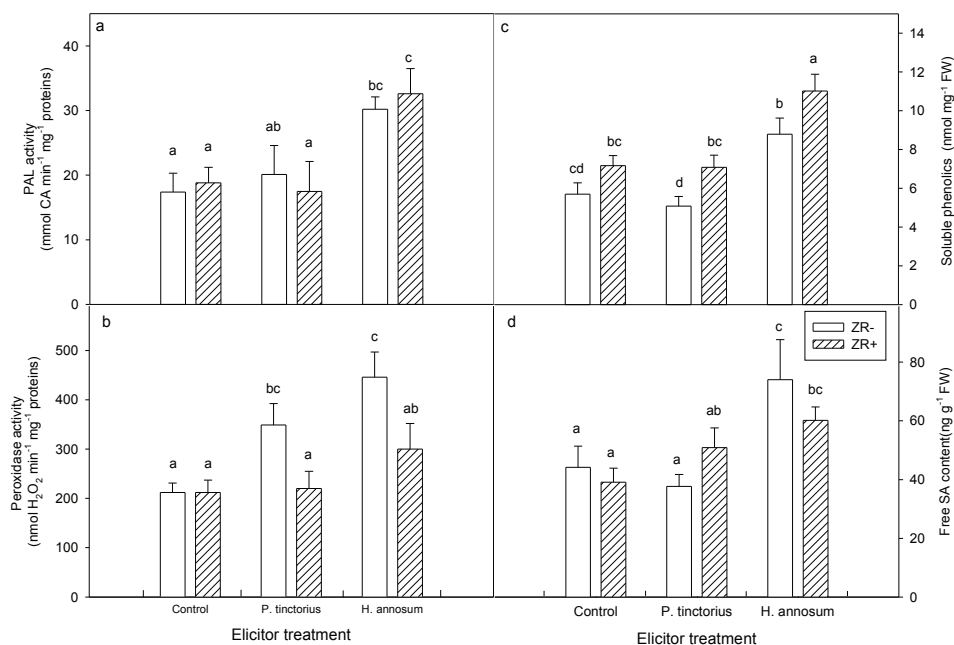 a
40
30
20
10
0
PAL activity
(mmol CA min-1 mg-1 proteins)
a
a
ab
a
bc
c
c
14
12
10
8
6
4
2
0
Soluble phenolics (nmol mg-1 FW)
cd
bc
d
bc
b
a
b
500
400
300
200
100
0
Peroxidase activity
(nmol H2O2 min-1 mg-1 proteins)
a
a
bc
a
c
ab
Control
P. tinctorius
H. annosum
Elicitor treatment
d
ZR-
ZR+
80
60
40
20
0
Free SA content(ng g-1 FW)
a
a
a
ab
c
bc
Control
P. tinctorius
H. annosum
Elicitor treatment